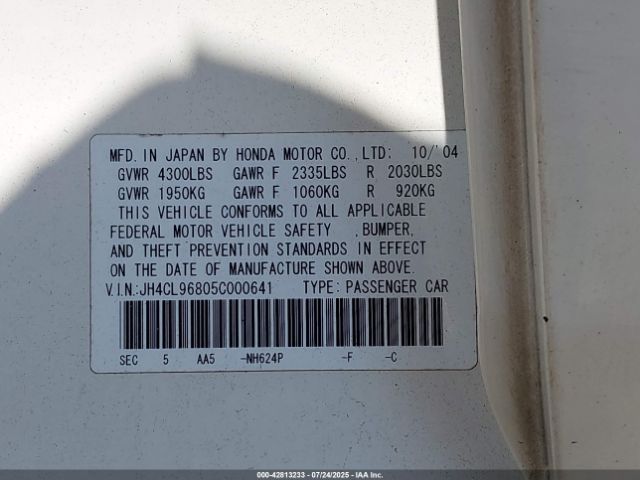 MFD. IN JAPAN BY HONDA MOTOR CO., LTD: 10/'04
GVWR 4300LBS GAWR F 2335LBS R 2030LBS
GVWR 1950KG GAWR F 1060KG R 920KG
THIS VEHICLE CONFORMS TO ALL APPLICABLE
FEDERAL MOTOR VEHICLE SAFETY , BUMPER,
AND THEFT PREVENTION STANDARDS IN EFFECT
ON THE DATE OF MANUFACTURE SHOWN ABOVE.
V.I.N.:JH4CL96805C000641 TYPE: PASSENGER CAR
SEC 5 AA5 -NH624P -F -C
000-42813233 - 07/24/2025 - IAA Inc.